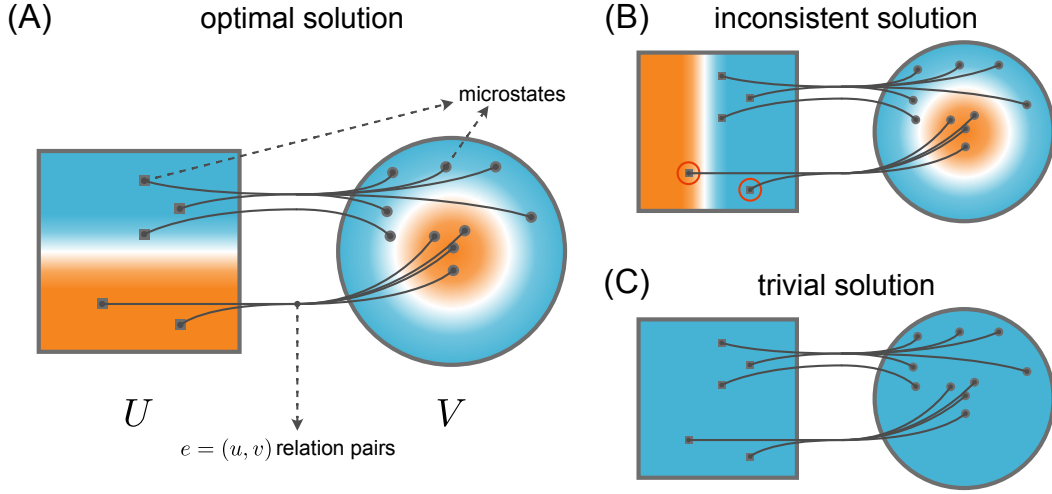 (A)
optimal solution
microstates
U
V
e = (u, v) relation pairs
(B)
inconsistent solution
(C)
trivial solution